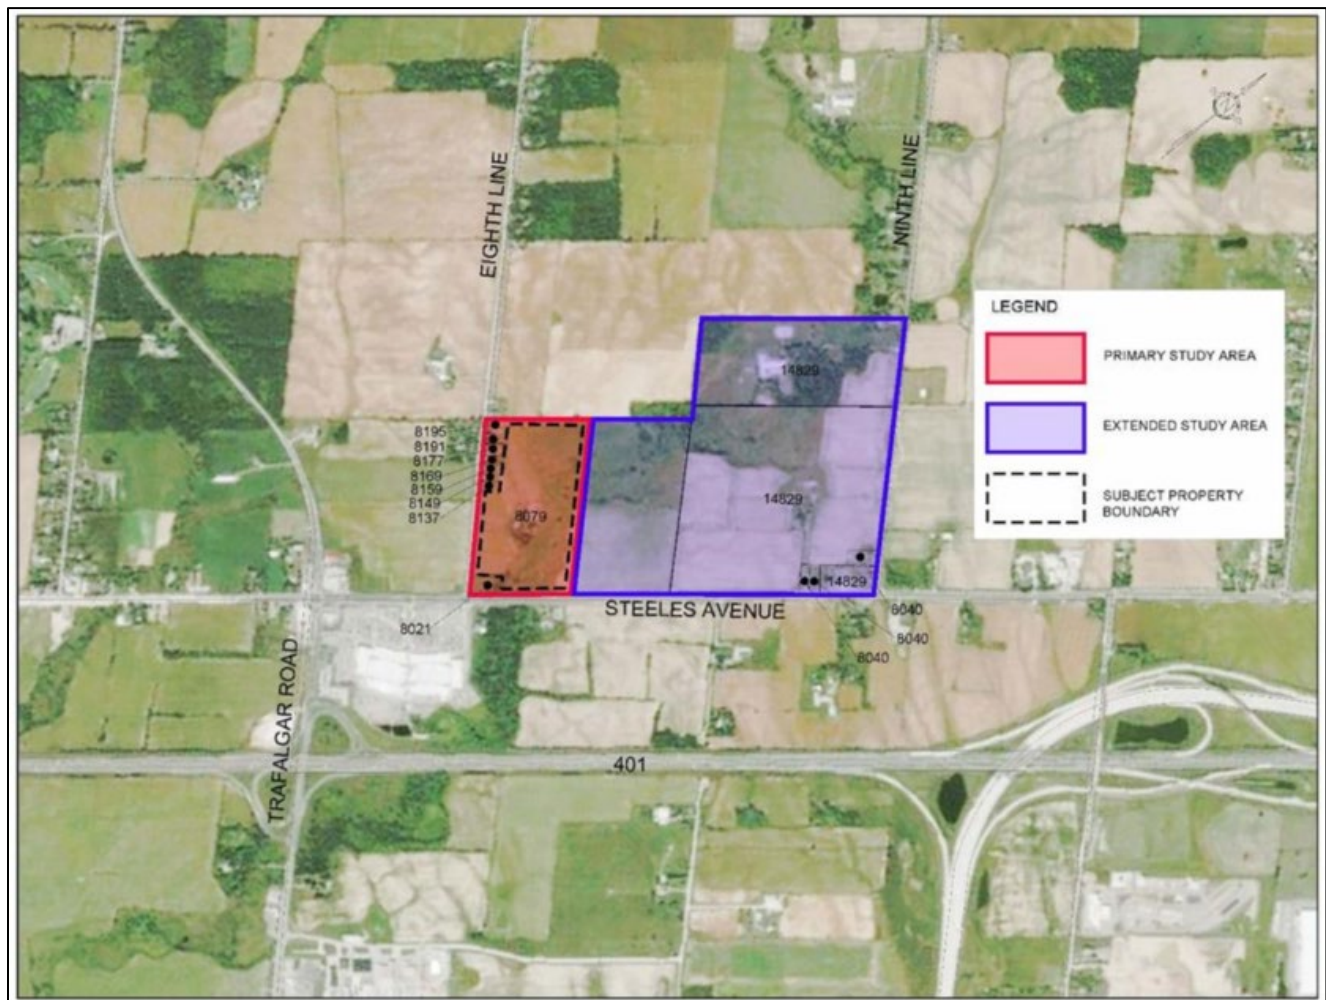 EIGHTH LINE
NINTH LINE
LEGEND
PRIMARY STUDY AREA
EXTENDED STUDY AREA
SUBJECT PROPERTY
BOUNDARY
14829
8195
8191
8177
8169
8159
8149
8137
8079
14829
14829
8040
8040
8040
8021
STEELES AVENUE
TRAFALGAR ROAD
401